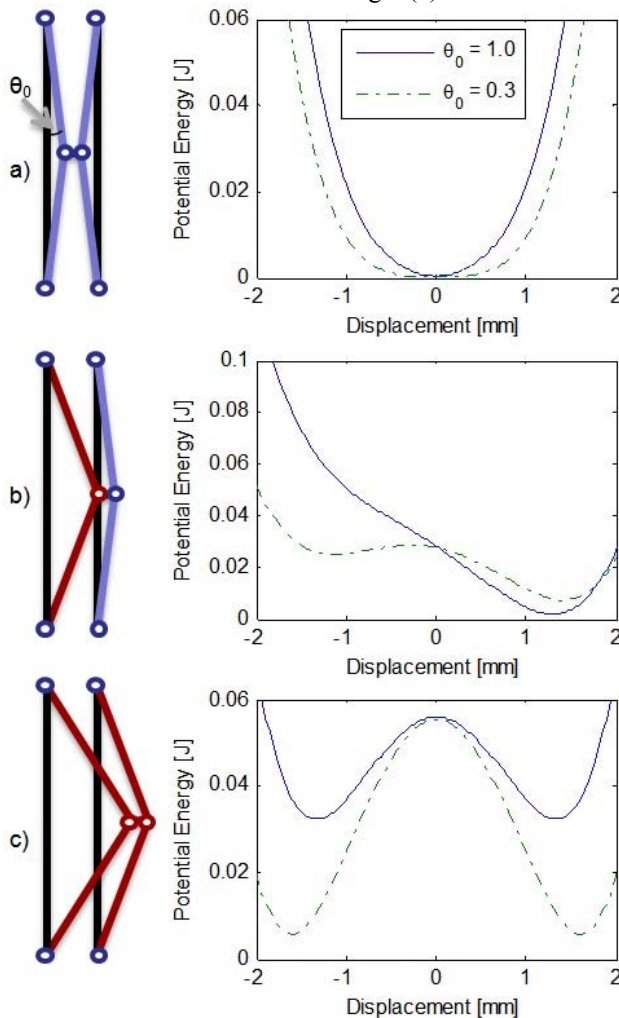 0.06
0.04
0.02
0
-2 -1 0 1 2
Potential Energy [J]
Displacement [mm]
θ₀ = 1.0
θ₀ = 0.3
θ₀
a)
0.1
0.08
0.06
0.04
0.02
0
-2 -1 0 1 2
Potential Energy [J]
Displacement [mm]
b)
0.06
0.04
0.02
0
-2 -1 0 1 2
Potential Energy [J]
Displacement [mm]
c)